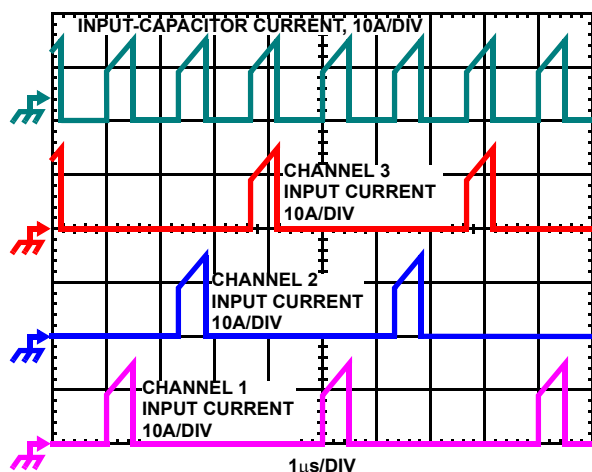 INPUT-CAPACITOR CURRENT, 10A/DIV
CHANNEL 3
INPUT CURRENT
10A/DIV
CHANNEL 2
INPUT CURRENT
10A/DIV
CHANNEL 1
INPUT CURRENT
10A/DIV
1μs/DIV